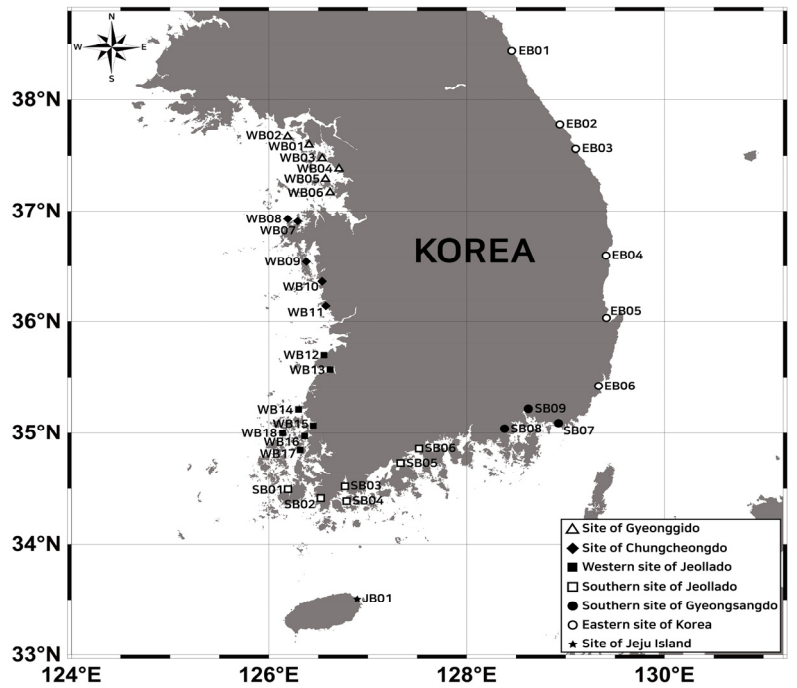 N
W E
S
EB01
38°N
EB02
WB02
WB01
EB03
WB03
WB04
WB05
WB06
37°N
WB08
WB07
KOREA
EB04
WB09
WB10
WB11
EB05
36°N
WB12
WB13
EB06
WB14
SB09
WB15
SB08
SB07
35°N
WB18
WB16
WB17
SB06
SB05
SB01
SB03
SB02
SB04
34°N
Site of Gyeonggido
Site of Chungcheongdo
Western site of Jeollado
Southern site of Jeollado
Southern site of Gyeongsangdo
Eastern site of Korea
Site of Jeju Island
JB01
33°N
124°E 126°E 128°E 130°E